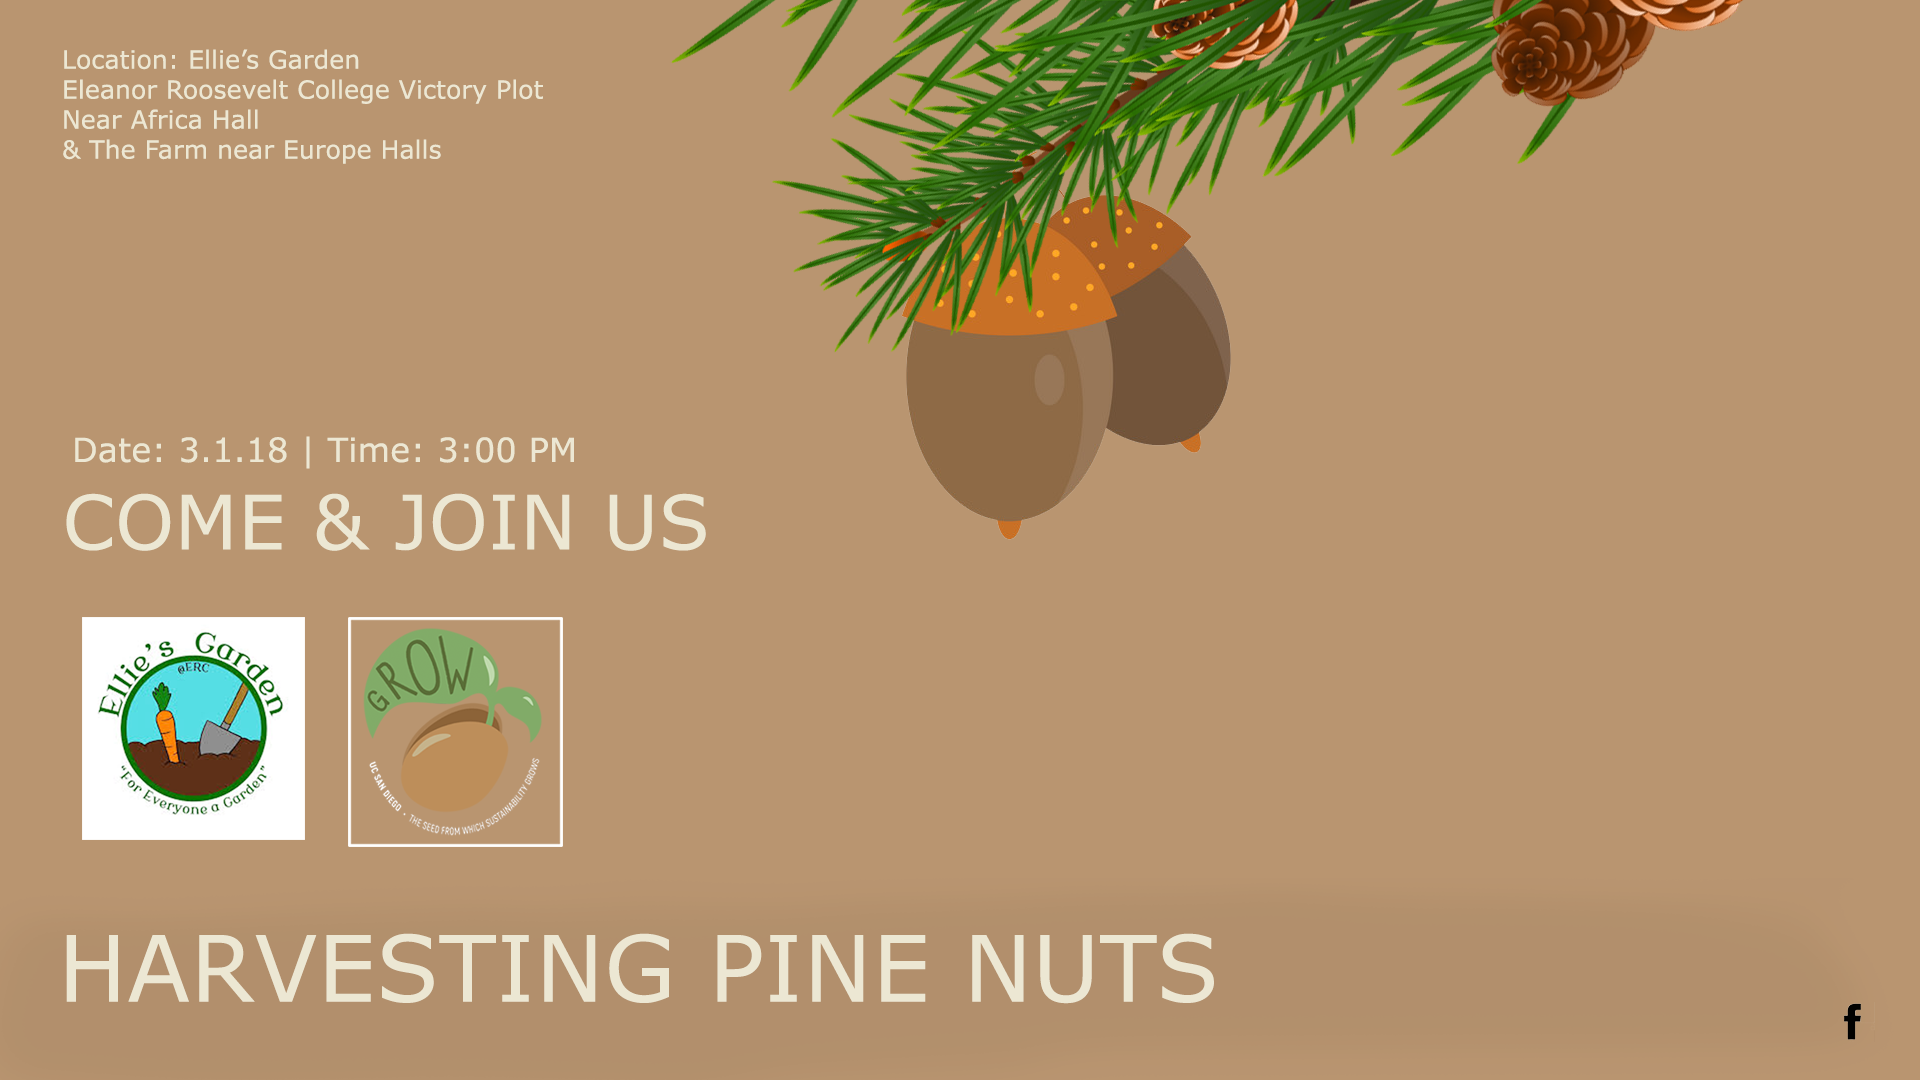 Location: Ellie’s Garden
Eleanor Roosevelt College Victory Plot
Near Africa Hall
& The Farm near Europe Halls
Date: 3.1.18 | Time: 3:00 PM
COME & JOIN US
Ellie's Garden
@ERC
"For Everyone a Garden"
GROW
UC SAN DIEGO - THE SEED FROM WHICH SUSTAINABILITY GROWS
HARVESTING PINE NUTS
f